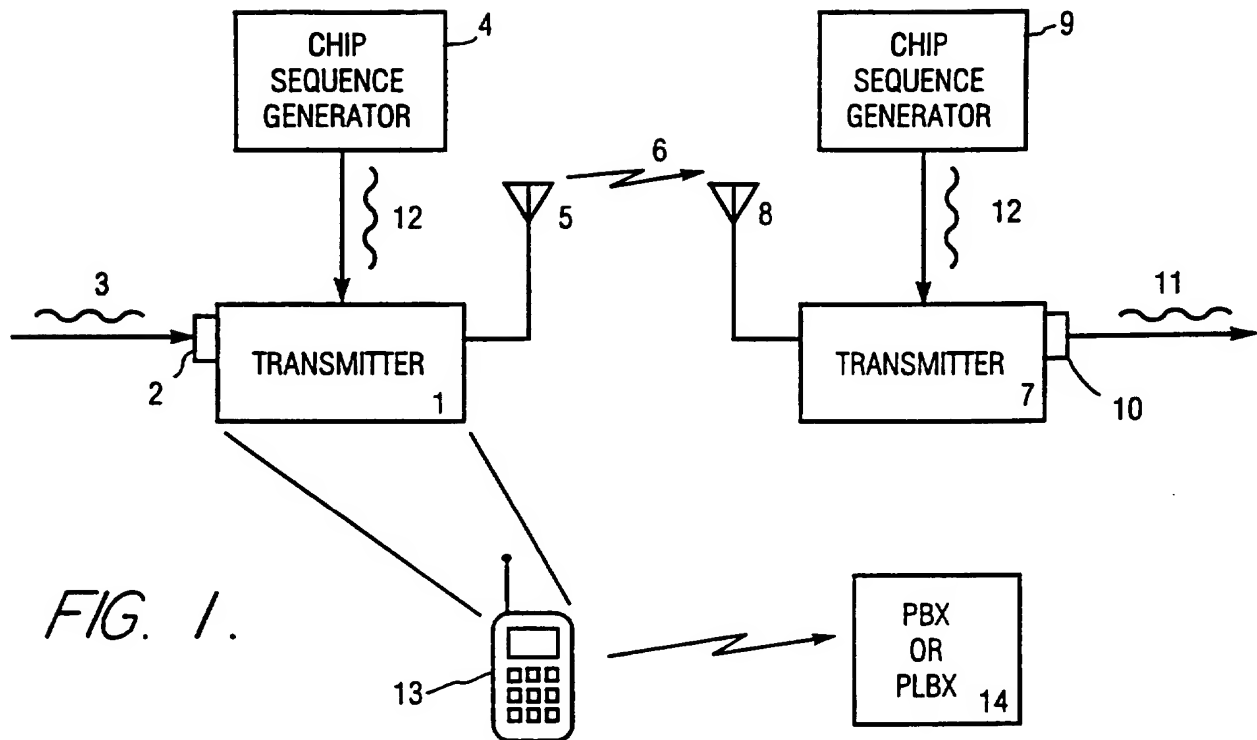 CHIP
SEQUENCE
GENERATOR
4
CHIP
SEQUENCE
GENERATOR
9
6
12
5
8
12
3
11
2
TRANSMITTER
1
TRANSMITTER
7
10
FIG. 1.
13
PBX
OR
PLBX
14